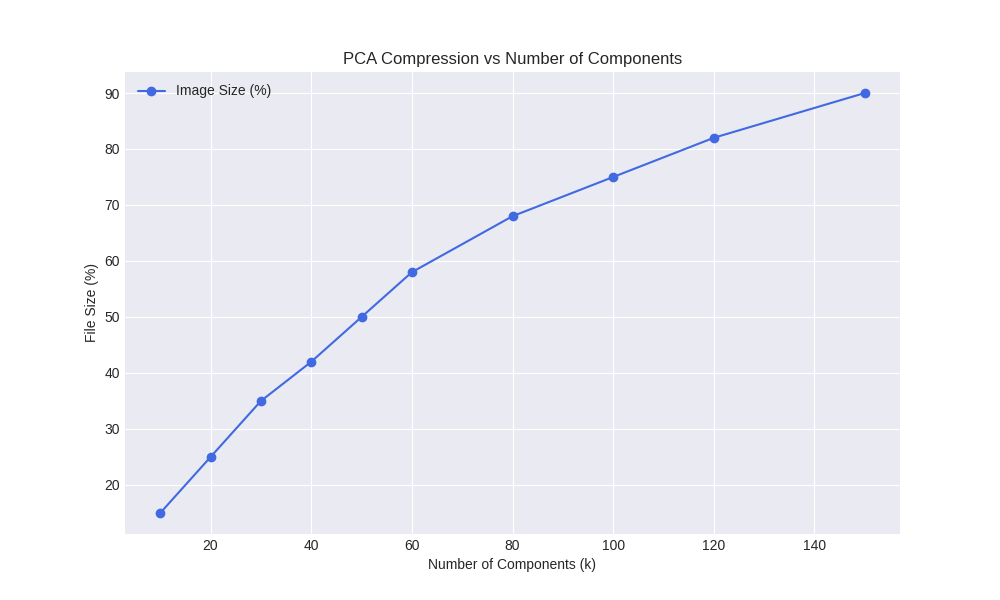 PCA Compression vs Number of Components
Image Size (%)
90
80
70
60
50
40
30
20
File Size (%)
20 40 60 80 100 120 140
Number of Components (k)